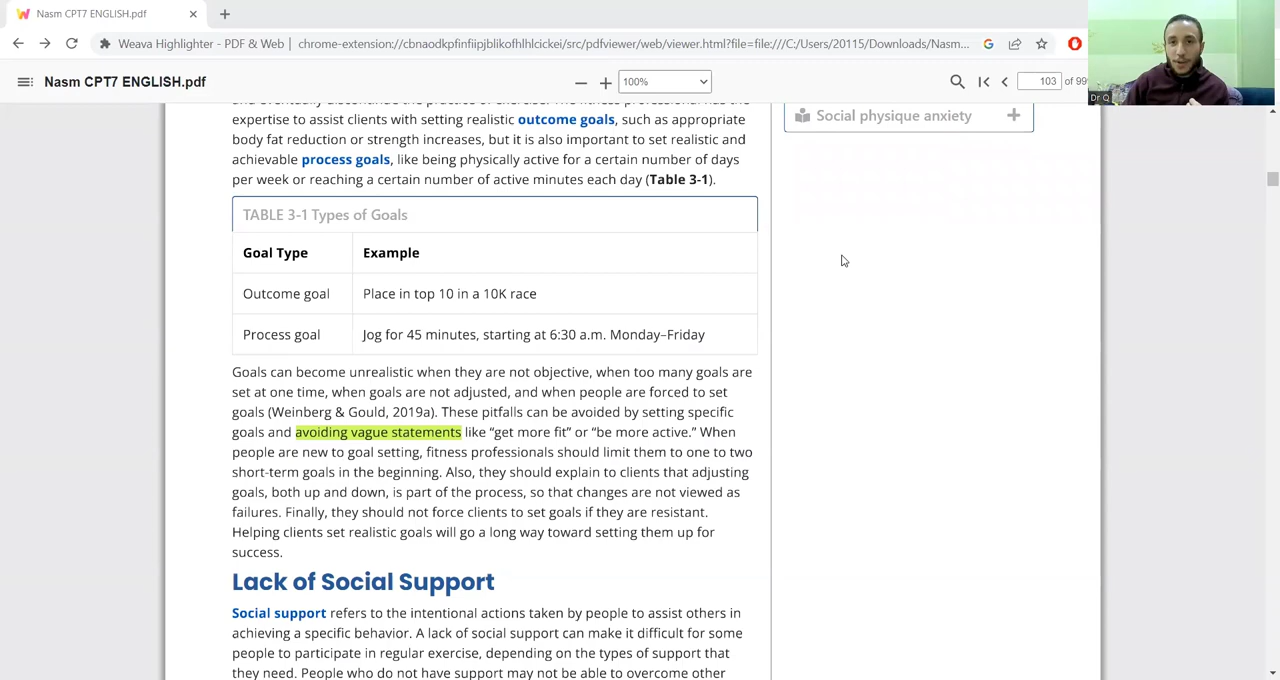 Nasm CPT7 ENGLISH.pdf
Weava Highlighter - PDF & Web | chrome-extension://cbnaodkpfinfiipjblikofhlhlcickei/src/pdfviewer/web/viewer.html?file=file:///C:/Users/20115/Downloads/Nasm...
Nasm CPT7 ENGLISH.pdf
100%
103 of 99
Dr Q
expertise to assist clients with setting realistic outcome goals, such as appropriate
body fat reduction or strength increases, but it is also important to set realistic and
achievable process goals, like being physically active for a certain number of days
per week or reaching a certain number of active minutes each day (Table 3-1).
Social physique anxiety
TABLE 3-1 Types of Goals
Goal Type Example
Outcome goal Place in top 10 in a 10K race
Process goal Jog for 45 minutes, starting at 6:30 a.m. Monday–Friday
Goals can become unrealistic when they are not objective, when too many goals are
set at one time, when goals are not adjusted, and when people are forced to set
goals (Weinberg & Gould, 2019a). These pitfalls can be avoided by setting specific
goals and avoiding vague statements like “get more fit” or “be more active.” When
people are new to goal setting, fitness professionals should limit them to one to two
short-term goals in the beginning. Also, they should explain to clients that adjusting
goals, both up and down, is part of the process, so that changes are not viewed as
failures. Finally, they should not force clients to set goals if they are resistant.
Helping clients set realistic goals will go a long way toward setting them up for
success.
Lack of Social Support
Social support refers to the intentional actions taken by people to assist others in
achieving a specific behavior. A lack of social support can make it difficult for some
people to participate in regular exercise, depending on the types of support that
they need. People who do not have support may not be able to overcome other